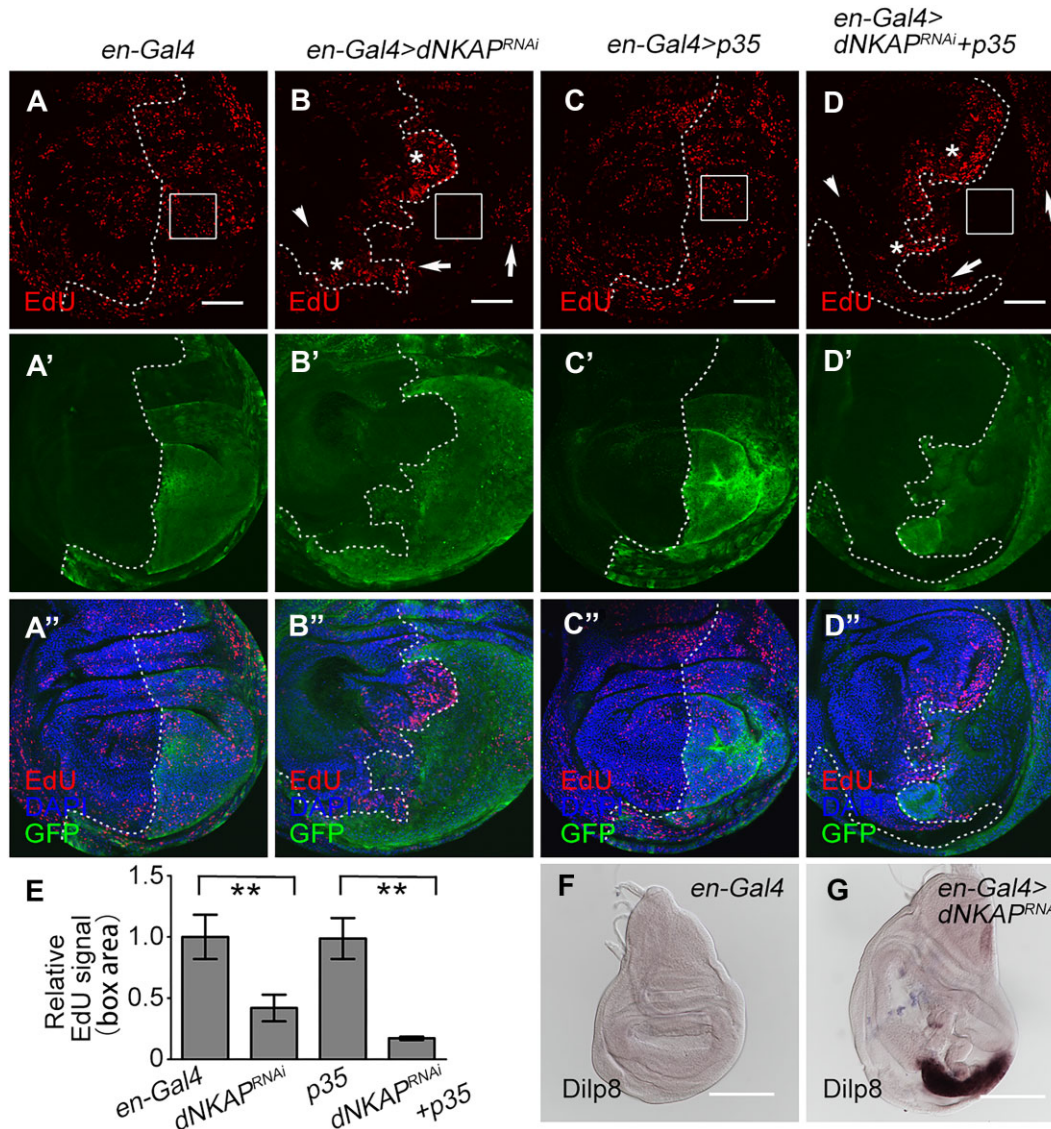 en-Gal4
en-Gal4>dNKAP^RNAi
en-Gal4>p35
en-Gal4>
dNKAP^RNAi+p35
A
B
C
D
*
*
*
*
EdU
EdU
EdU
EdU
A'
B'
C'
D'
A"
B"
C"
D"
EdU
DAPI
GFP
EdU
DAPI
GFP
EdU
DAPI
GFP
EdU
DAPI
GFP
E
Relative
EdU signal
(box area)
1.5
1.0
0.5
0
**
**
en-Gal4
dNKAP^RNAi
p35
dNKAP^RNAi
+p35
F
en-Gal4
Dilp8
G
en-Gal4>
dNKAP^RNA
Dilp8